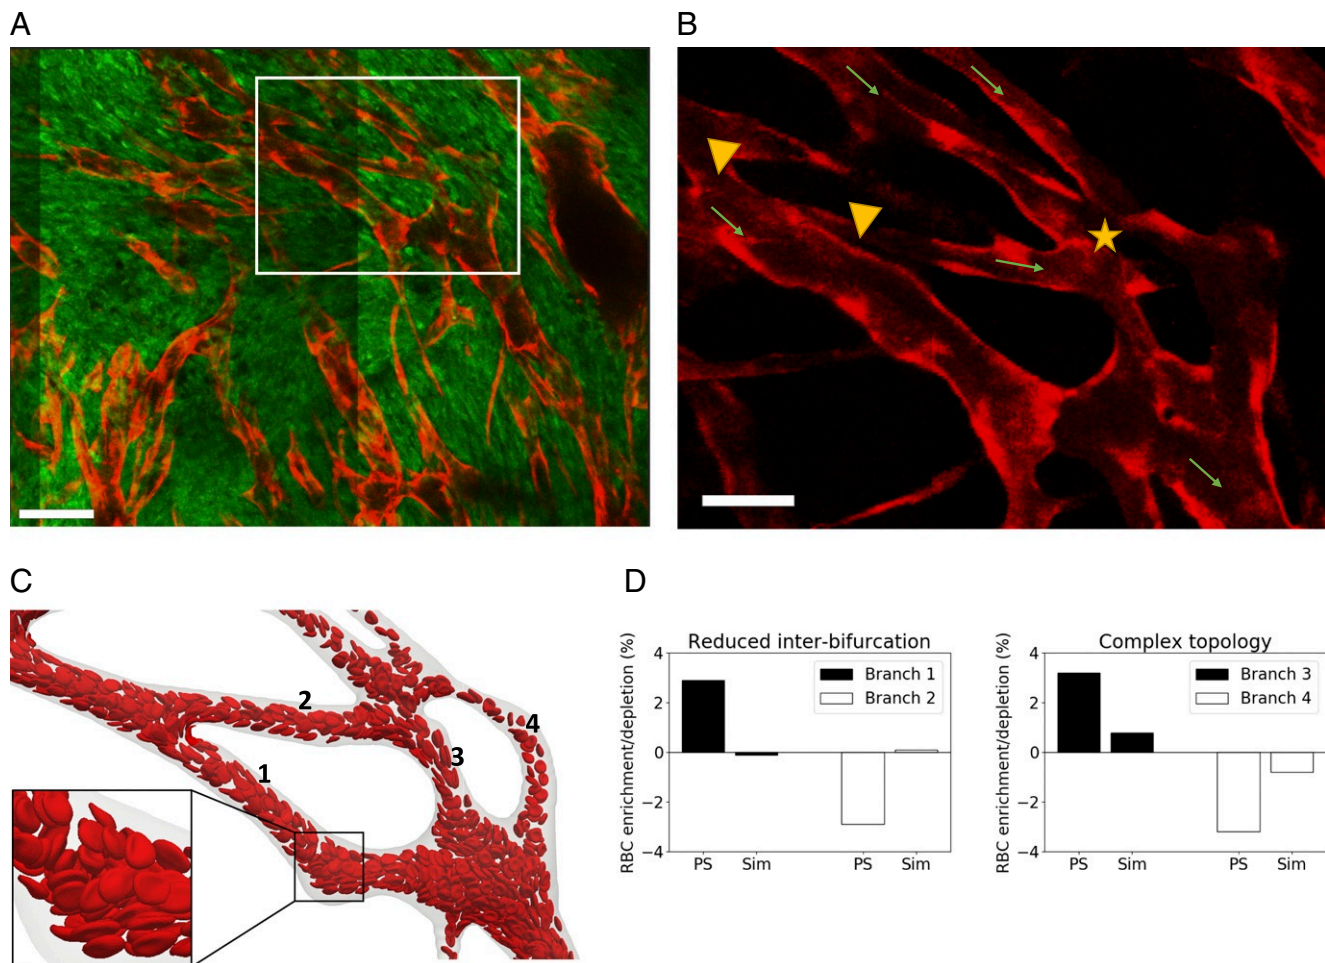 A
B
C
D
2
4
3
1
Reduced inter-bifurcation
RBC enrichment/depletion (%)
4
2
0
−2
−4
Branch 1
Branch 2
PS
Sim
PS
Sim
Complex topology
RBC enrichment/depletion (%)
4
2
0
−2
−4
Branch 3
Branch 4
PS
Sim
PS
Sim